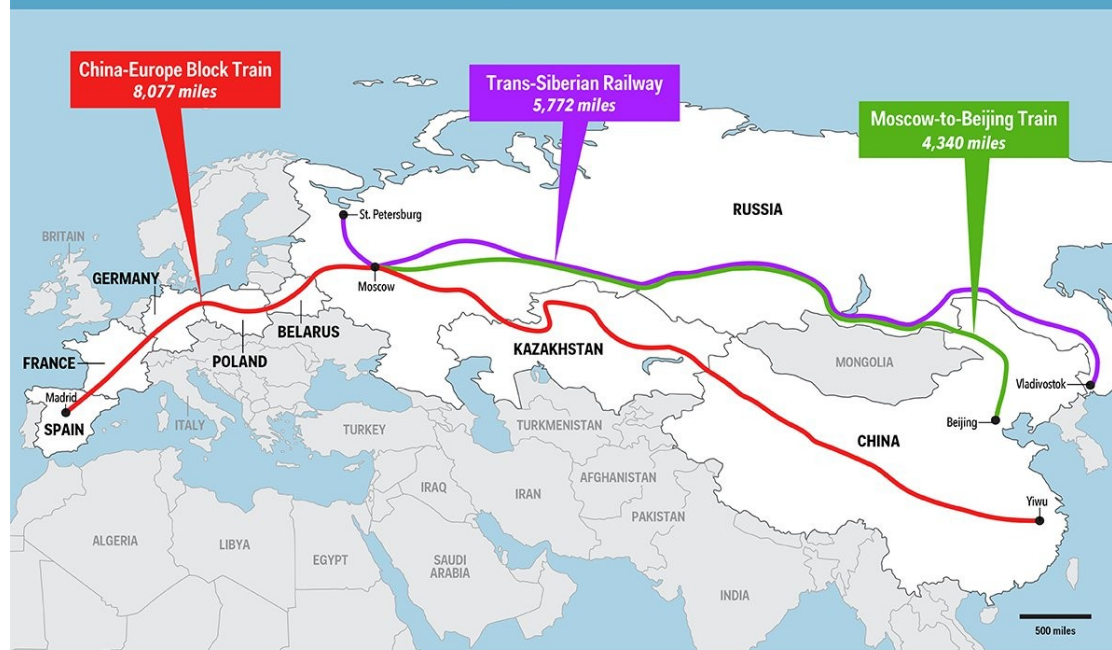 China-Europe Block Train
8,077 miles
Trans-Siberian Railway
5,772 miles
Moscow-to-Beijing Train
4,340 miles
RUSSIA
St. Petersburg
BRITAIN
GERMANY
Moscow
BELARUS
FRANCE
POLAND
KAZAKHSTAN
MONGOLIA
Vladivostok
Madrid
SPAIN
ITALY
TURKEY
TURKMENISTAN
Beijing
CHINA
AFGHANISTAN
IRAQ
IRAN
PAKISTAN
Yiwu
ALGERIA
LIBYA
EGYPT
SAUDI
ARABIA
INDIA
500 miles